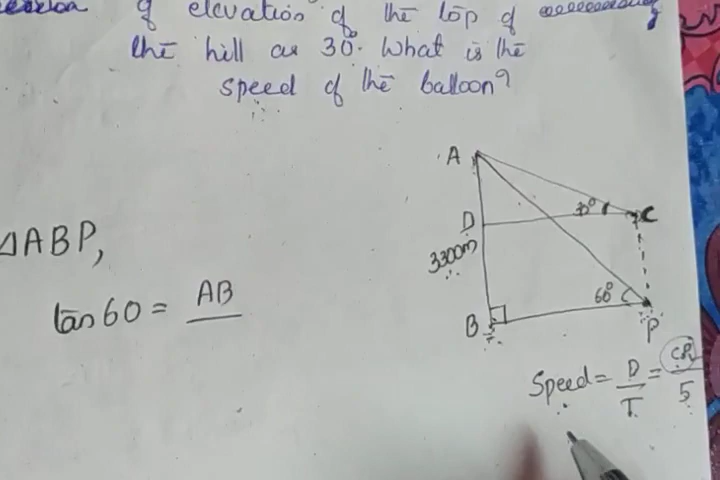 of elevation of the top of
the hill as 30°. What is the
speed of the balloon?
A
30°
C
D
3300m
ΔABP,
tan 60 = AB
60°
B
P
Speed = D/T = CP/5